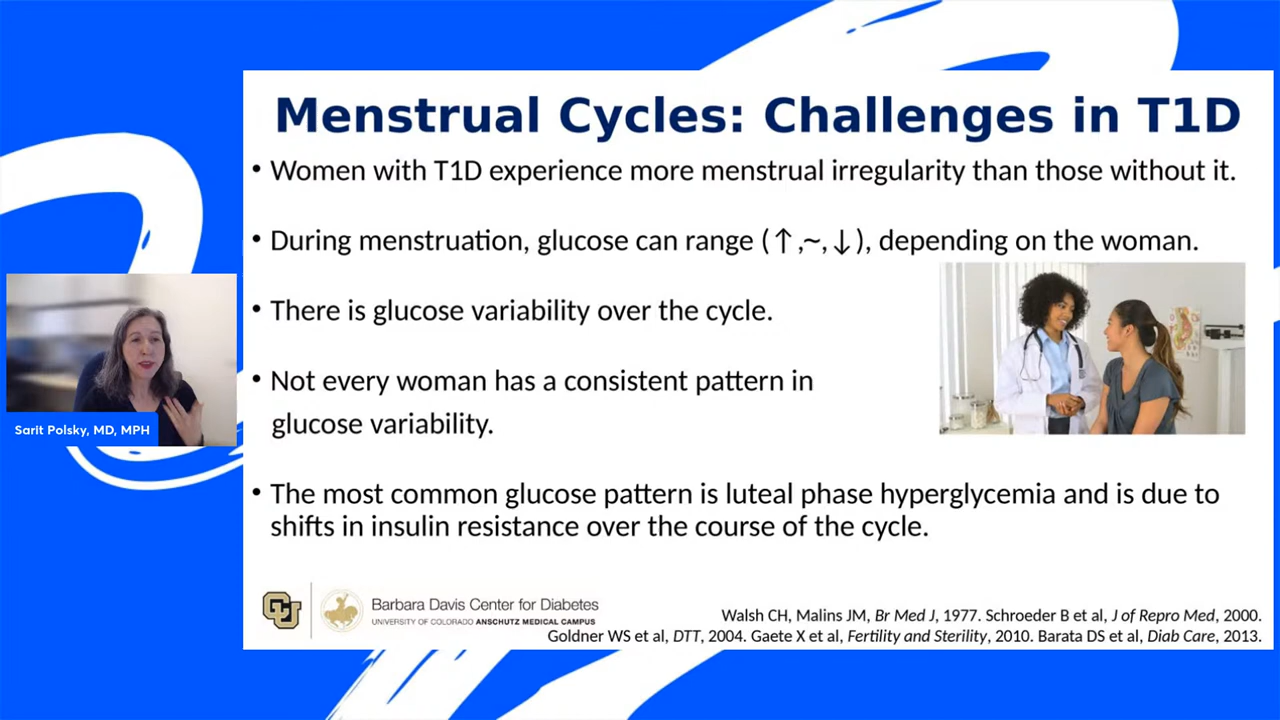 Menstrual Cycles: Challenges in T1D
• Women with T1D experience more menstrual irregularity than those without it.
• During menstruation, glucose can range (↑,~,↓), depending on the woman.
• There is glucose variability over the cycle.
• Not every woman has a consistent pattern in
glucose variability.
• The most common glucose pattern is luteal phase hyperglycemia and is due to
shifts in insulin resistance over the course of the cycle.
Sarit Polsky, MD, MPH
CU
Barbara Davis Center for Diabetes
UNIVERSITY OF COLORADO ANSCHUTZ MEDICAL CAMPUS
Walsh CH, Malins JM, Br Med J, 1977. Schroeder B et al, J of Repro Med, 2000.
Goldner WS et al, DTT, 2004. Gaete X et al, Fertility and Sterility, 2010. Barata DS et al, Diab Care, 2013.